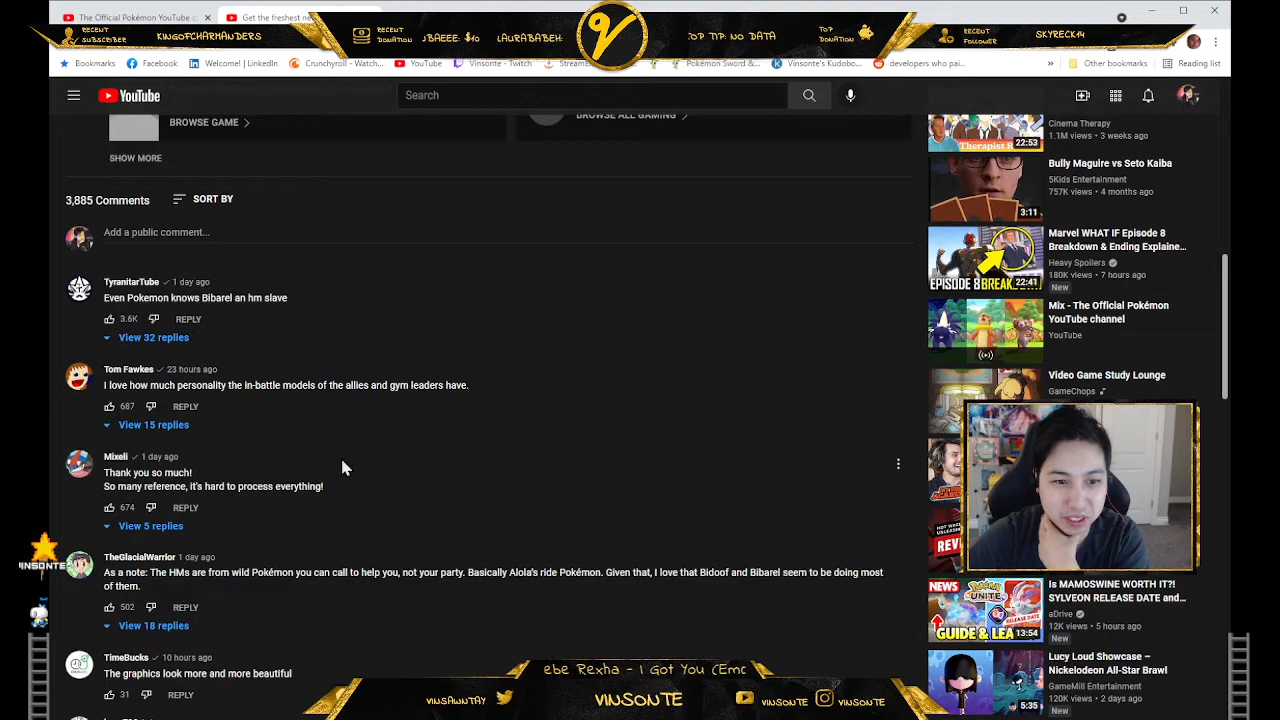 The Official Pokémon YouTube c
Get the freshest ne
RECENT SUBSCRIBER
KINGOFCHARMANDERS
RECENT DONATION
JBAEEE: $10
LAURABABEH:
TOP TIP: NO DATA
TOP DONATION
RECENT FOLLOWER
SKYRECK14
Bookmarks
Facebook
Welcome! | LinkedIn
Crunchyroll - Watch...
YouTube
Vinsonte - Twitch
Pokémon Sword &...
Vinsonte's Kudobo...
developers who pai...
»
Other bookmarks
Reading list
YouTube
Search
BROWSE GAME
BROWSE ALL GAMING
SHOW MORE
3,885 Comments
SORT BY
Add a public comment...
TyranitarTube 1 day ago
Even Pokemon knows Bibarel an hm slave
3.6K REPLY
View 32 replies
Tom Fawkes 23 hours ago
I love how much personality the in-battle models of the allies and gym leaders have.
687 REPLY
View 15 replies
Mixeli 1 day ago
Thank you so much!
So many reference, it's hard to process everything!
674 REPLY
View 5 replies
TheGlacialWarrior 1 day ago
As a note: The HMs are from wild Pokémon you can call to help you, not your party. Basically Alola's ride Pokémon. Given that, I love that Bidoof and Bibarel seem to be doing most
of them.
502 REPLY
View 18 replies
TimeBucks 10 hours ago
The graphics look more and more beautiful
31 REPLY
Therapist
22:53
Cinema Therapy
1.1M views • 3 weeks ago
3:11
Bully Maguire vs Seto Kaiba
5Kids Entertainment
757K views • 4 months ago
EPISODE 8
22:41
Marvel WHAT IF Episode 8
Breakdown & Ending Explaine...
Heavy Spoilers
180K views • 7 hours ago
New
Mix - The Official Pokémon
YouTube channel
YouTube
Video Game Study Lounge
GameChops
NEWS
UNITE
RELEASE DATE
GUIDE & LEA
13:54
Is MAMOSWINE WORTH IT?!
SYLVEON RELEASE DATE and...
aDrive
12K views • 5 hours ago
New
5:35
Lucy Loud Showcase –
Nickelodeon All-Star Brawl
GameMill Entertainment
120K views • 2 days ago
New
ebe Rexha - I Got You (Emc
VINSAWNTAY
VINSONTE
VINSONTE
VINSONTE